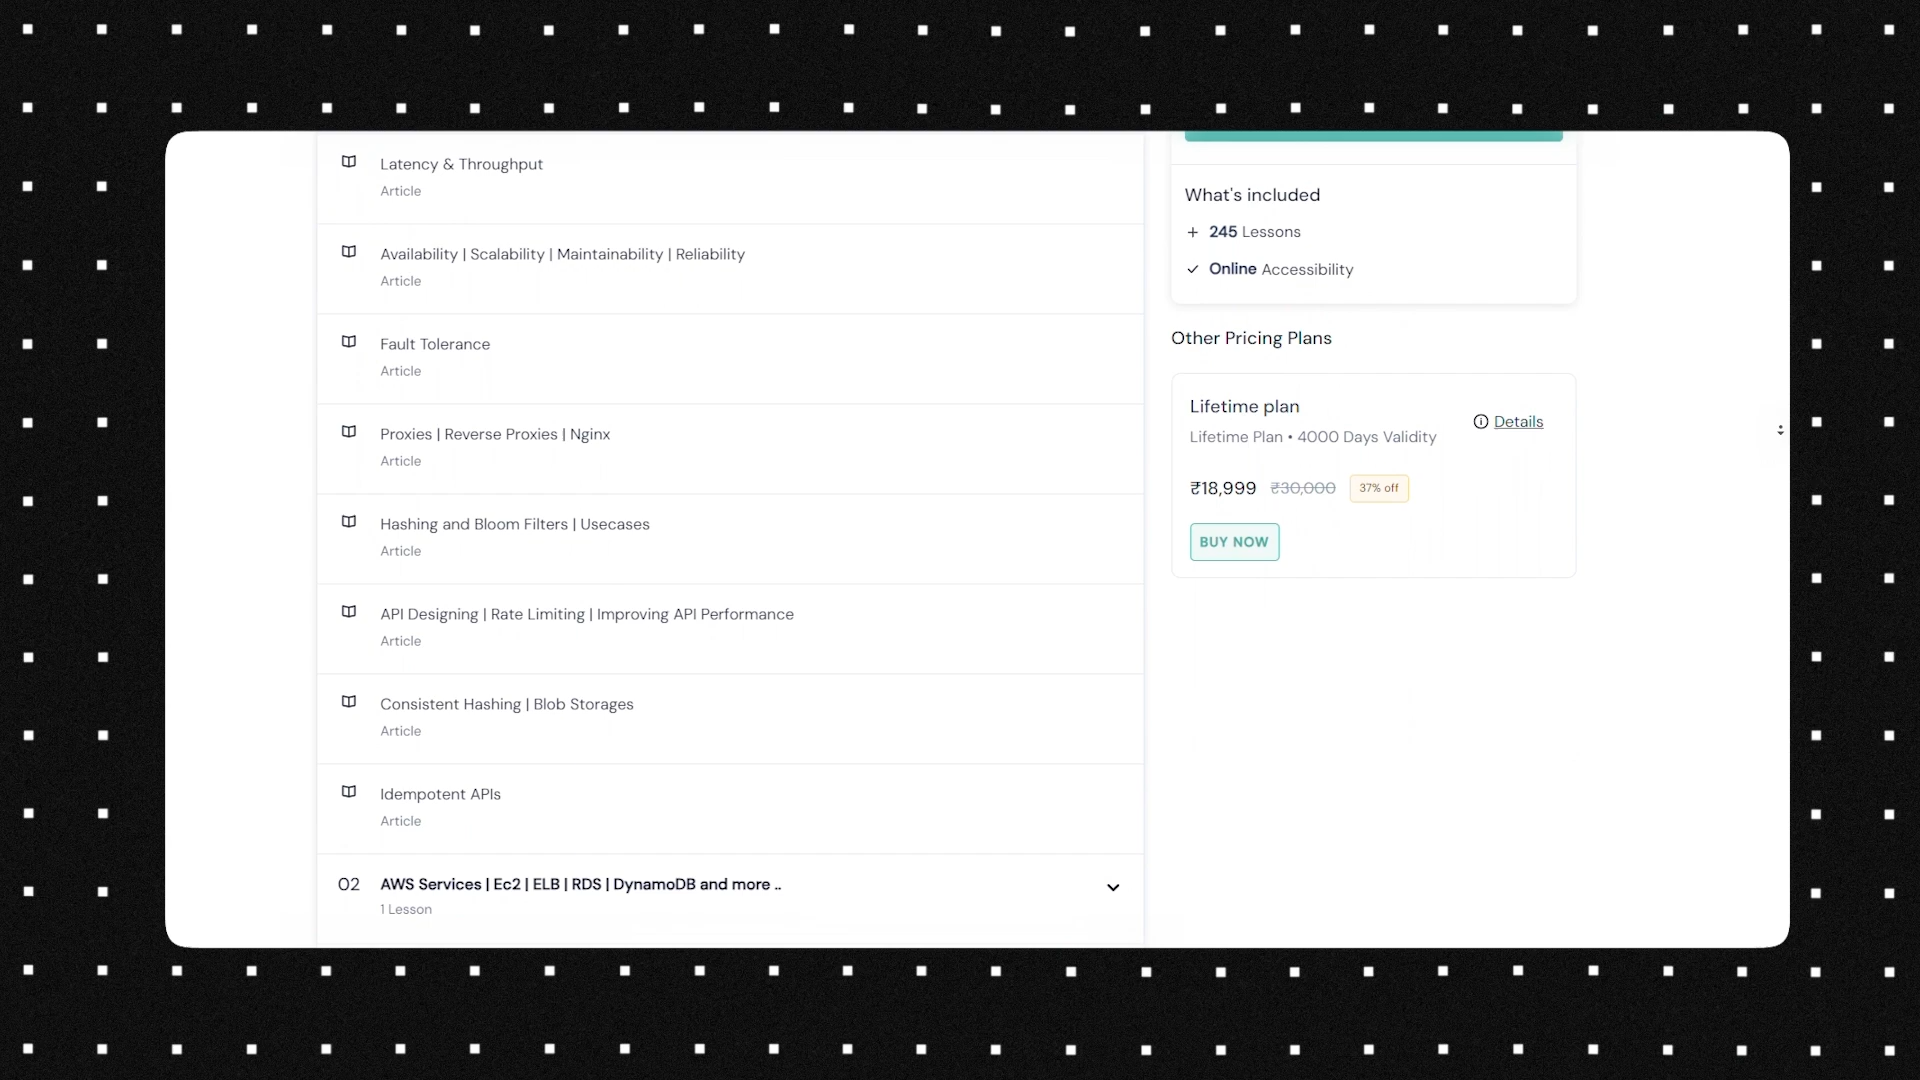 Latency & Throughput
Article
Availability | Scalability | Maintainability | Reliability
Article
Fault Tolerance
Article
Proxies | Reverse Proxies | Nginx
Article
Hashing and Bloom Filters | Usecases
Article
API Designing | Rate Limiting | Improving API Performance
Article
Consistent Hashing | Blob Storages
Article
Idempotent APIs
Article
02 AWS Services | Ec2 | ELB | RDS | DynamoDB and more ..
1 Lesson
What's included
+ 245 Lessons
✓ Online Accessibility
Other Pricing Plans
Lifetime plan
Lifetime Plan • 4000 Days Validity
Details
₹18,999 ₹30,000 37% off
BUY NOW